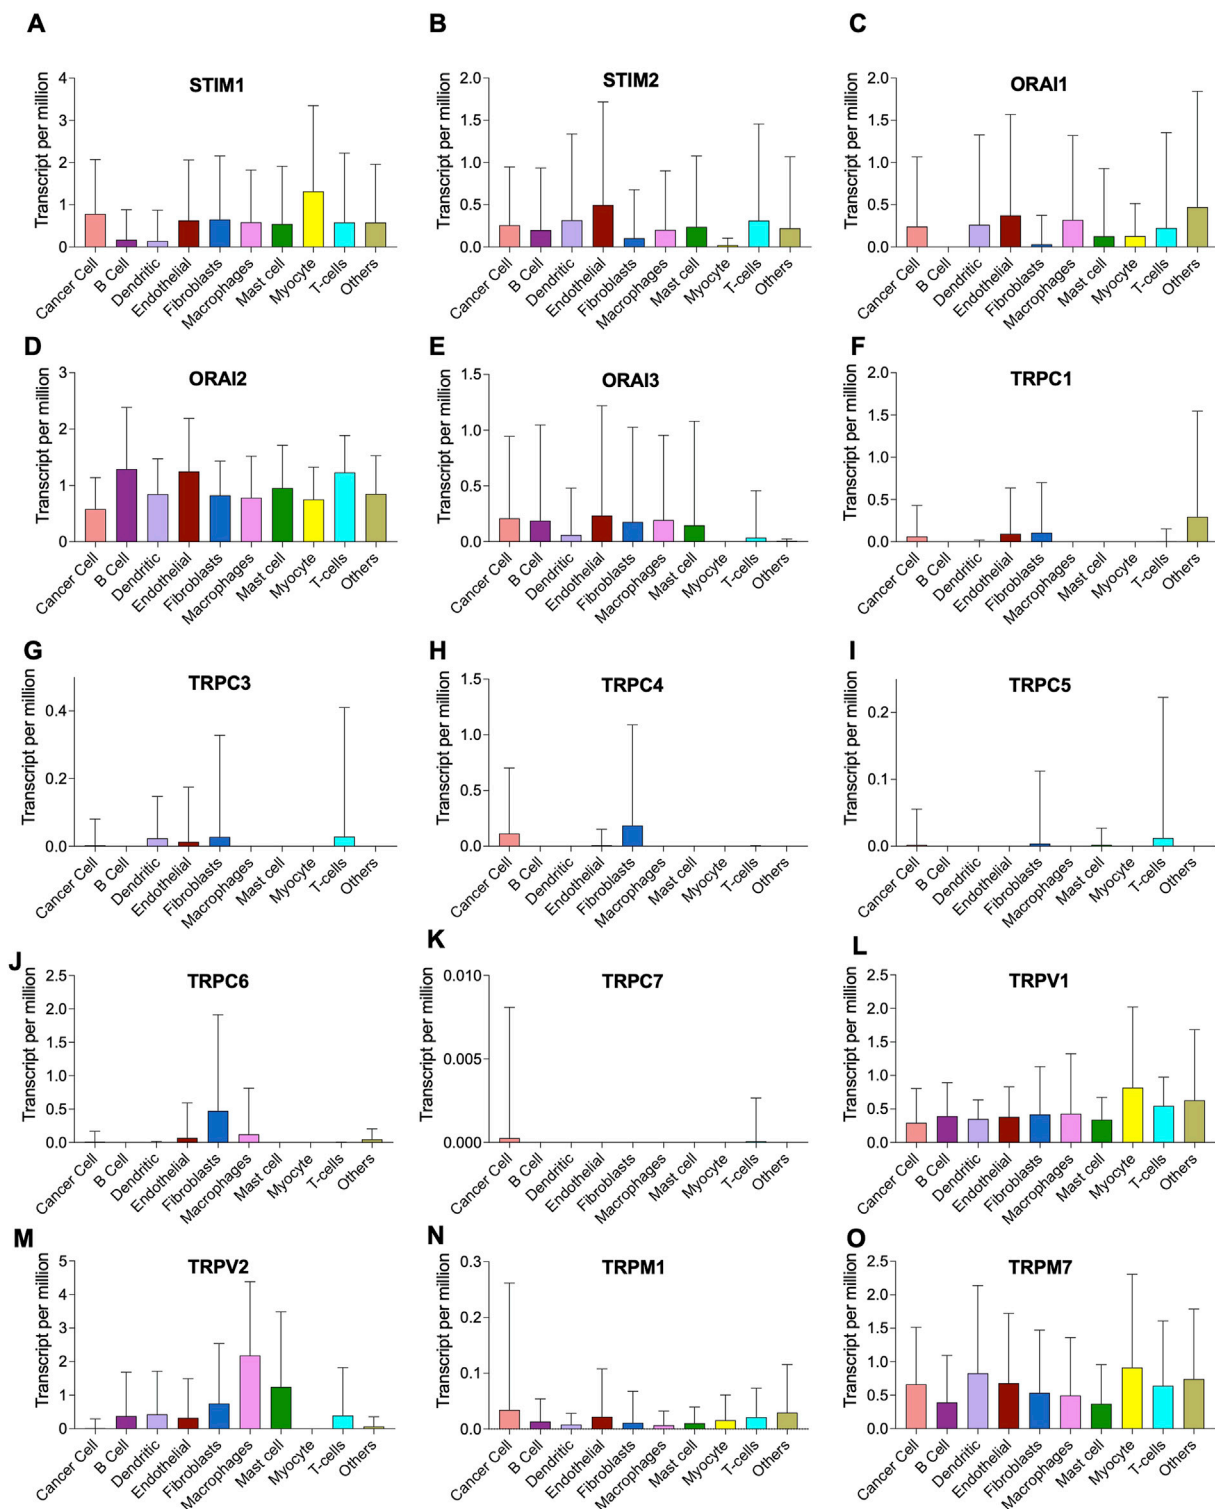 A
STIM1
Transcript per million
4
3
2
1
0
Cancer Cell
B Cell
Dendritic
Endothelial
Fibroblasts
Macrophages
Mast cell
Myocyte
T-cells
Others
B
STIM2
Transcript per million
2.0
1.5
1.0
0.5
0.0
Cancer Cell
B Cell
Dendritic
Endothelial
Fibroblasts
Macrophages
Mast cell
Myocyte
T-cells
Others
C
ORAI1
Transcript per million
2.0
1.5
1.0
0.5
0.0
Cancer Cell
B Cell
Dendritic
Endothelial
Fibroblasts
Macrophages
Mast cell
Myocyte
T-cells
Others
D
ORAI2
Transcript per million
3
2
1
0
Cancer Cell
B Cell
Dendritic
Endothelial
Fibroblasts
Macrophages
Mast cell
Myocyte
T-cells
Others
E
ORAI3
Transcript per million
1.5
1.0
0.5
0.0
Cancer Cell
B Cell
Dendritic
Endothelial
Fibroblasts
Macrophages
Mast cell
Myocyte
T-cells
Others
F
TRPC1
Transcript per million
2.0
1.5
1.0
0.5
0.0
Cancer Cell
B Cell
Dendritic
Endothelial
Fibroblasts
Macrophages
Mast cell
Myocyte
T-cells
Others
G
TRPC3
Transcript per million
0.4
0.2
0.0
Cancer Cell
B Cell
Dendritic
Endothelial
Fibroblasts
Macrophages
Mast cell
Myocyte
T-cells
Others
H
TRPC4
Transcript per million
1.5
1.0
0.5
0.0
Cancer Cell
B Cell
Dendritic
Endothelial
Fibroblasts
Macrophages
Mast cell
Myocyte
T-cells
Others
I
TRPC5
Transcript per million
0.2
0.1
0.0
Cancer Cell
B Cell
Dendritic
Endothelial
Fibroblasts
Macrophages
Mast cell
Myocyte
T-cells
Others
J
TRPC6
Transcript per million
2.5
2.0
1.5
1.0
0.5
0.0
Cancer Cell
B Cell
Dendritic
Endothelial
Fibroblasts
Macrophages
Mast cell
Myocyte
T-cells
Others
K
TRPC7
Transcript per million
0.010
0.005
0.000
Cancer Cell
B Cell
Dendritic
Endothelial
Fibroblasts
Macrophages
Mast cell
Myocyte
T-cells
Others
L
TRPV1
Transcript per million
2.5
2.0
1.5
1.0
0.5
0.0
Cancer Cell
B Cell
Dendritic
Endothelial
Fibroblasts
Macrophages
Mast cell
Myocyte
T-cells
Others
M
TRPV2
Transcript per million
5
4
3
2
1
0
Cancer Cell
B Cell
Dendritic
Endothelial
Fibroblasts
Macrophages
Mast cell
Myocyte
T-cells
Others
N
TRPM1
Transcript per million
0.3
0.2
0.1
0.0
Cancer Cell
B Cell
Dendritic
Endothelial
Fibroblasts
Macrophages
Mast cell
Myocyte
T-cells
Others
O
TRPM7
Transcript per million
2.5
2.0
1.5
1.0
0.5
0.0
Cancer Cell
B Cell
Dendritic
Endothelial
Fibroblasts
Macrophages
Mast cell
Myocyte
T-cells
Others